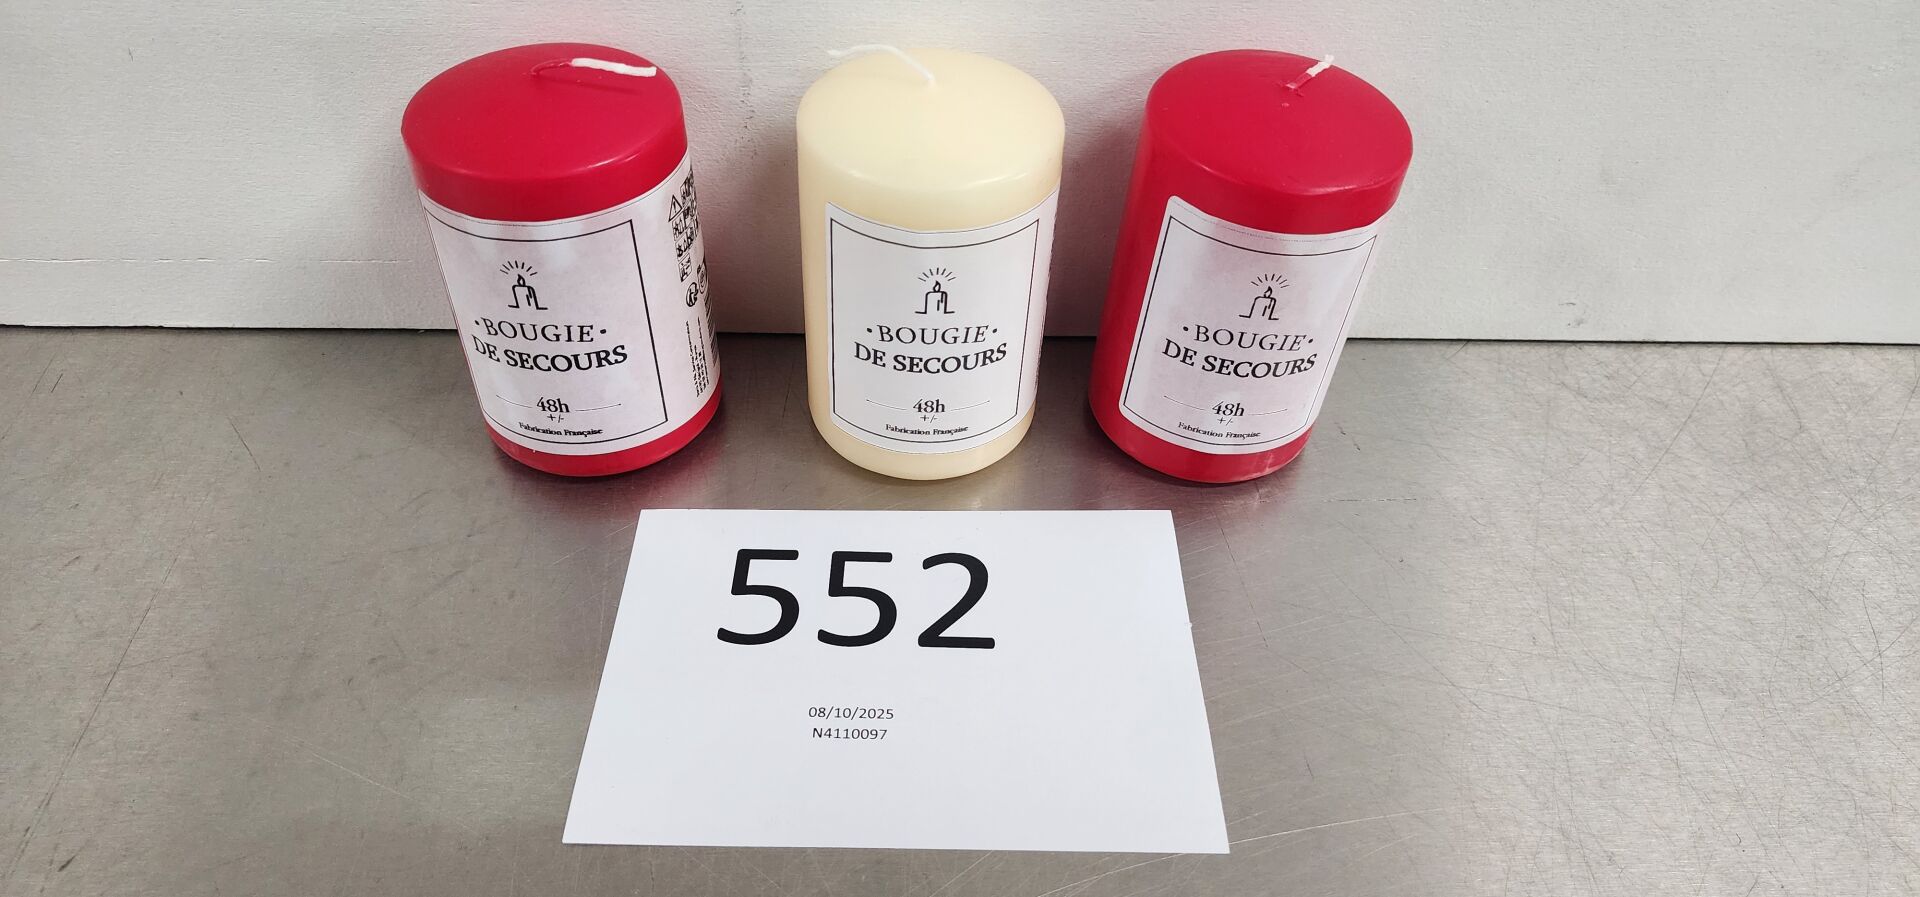 ·BOUGIE·
DE SECOURS
48h
+/-
Fabrication Française
·BOUGIE·
DE SECOURS
48h
+/-
Fabrication Française
·BOUGIE·
DE SECOURS
48h
+/-
Fabrication Française
552
08/10/2025
N4110097